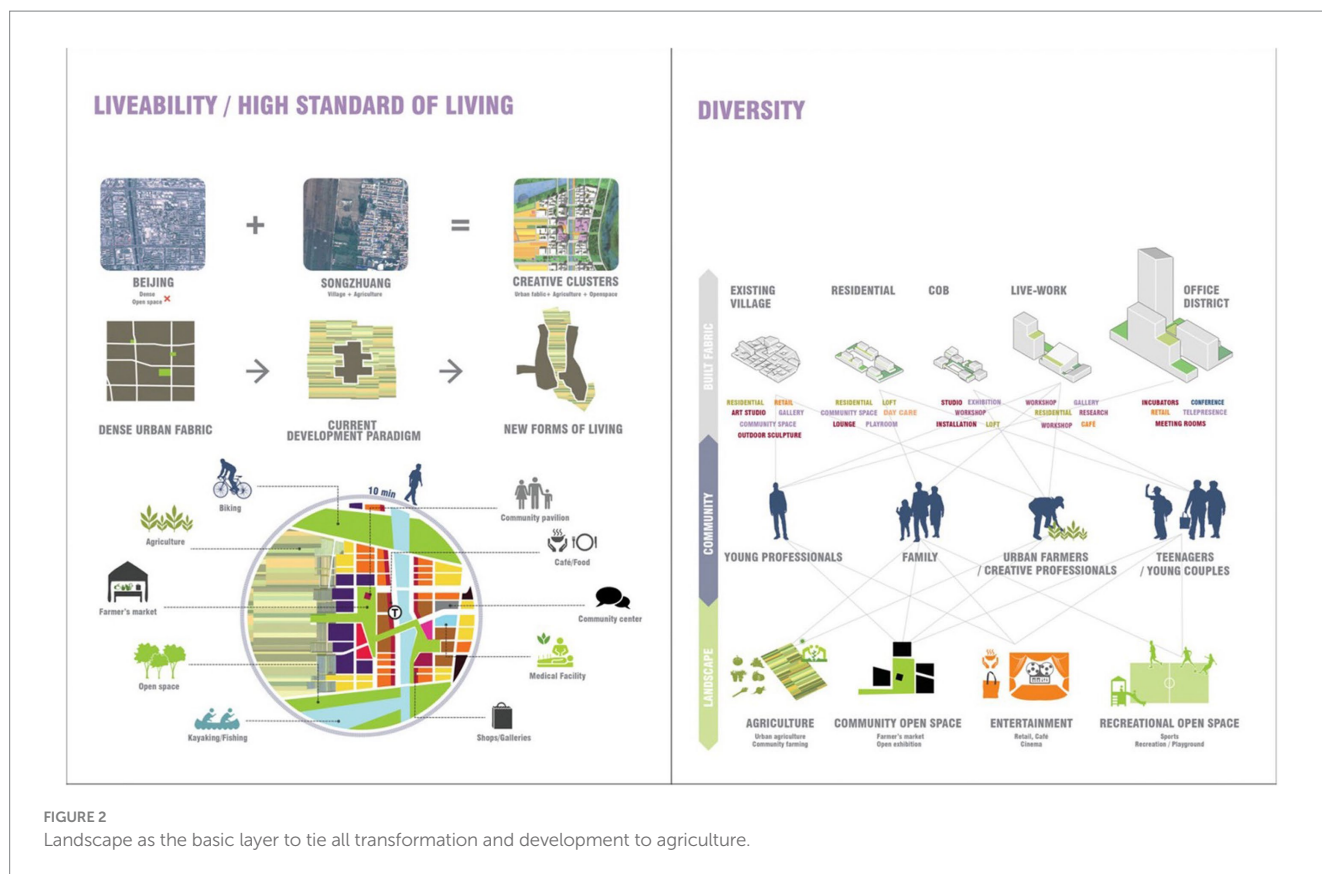 LIVEABILITY / HIGH STANDARD OF LIVING
BEIJING
Dense
Open space
+
SONGZHUANG
Village + Agriculture
=
CREATIVE CLUSTERS
Urban fablic+ Agriculture + Openspace
DENSE URBAN FABRIC
CURRENT
DEVELOPMENT PARADIGM
NEW FORMS OF LIVING
10 min
Biking
Agriculture
Farmer's market
Open space
Kayaking/Fishing
T
Community pavilion
Café/Food
Community center
Medical Facility
Shops/Galleries
DIVERSITY
BUILT FABRIC
COMMUNITY
LANDSCAPE
EXISTING
VILLAGE
RESIDENTIAL
COB
LIVE-WORK
OFFICE
DISTRICT
RESIDENTIAL RETAIL
ART STUDIO GALLERY
COMMUNITY SPACE
OUTDOOR SCULPTURE
RESIDENTIAL LOFT
COMMUNITY SPACE DAY CARE
LOUNGE PLAYROOM
STUDIO EXHIBITION
WORKSHOP
INSTALLATION LOFT
WORKSHOP GALLERY
RESIDENTIAL RESEARCH
WORKSHOP CAFÉ
INCUBATORS CONFERENCE
RETAIL TELEPRESENCE
MEETING ROOMS
YOUNG PROFESSIONALS
FAMILY
URBAN FARMERS
/ CREATIVE PROFESSIONALS
TEENAGERS
/ YOUNG COUPLES
AGRICULTURE
Urban agriculture
Community farming
COMMUNITY OPEN SPACE
Farmer's market
Open exhibition
ENTERTAINMENT
Retail, Café
Cinema
RECREATIONAL OPEN SPACE
Sports
Recreation / Playground
FIGURE 2
Landscape as the basic layer to tie all transformation and development to agriculture.